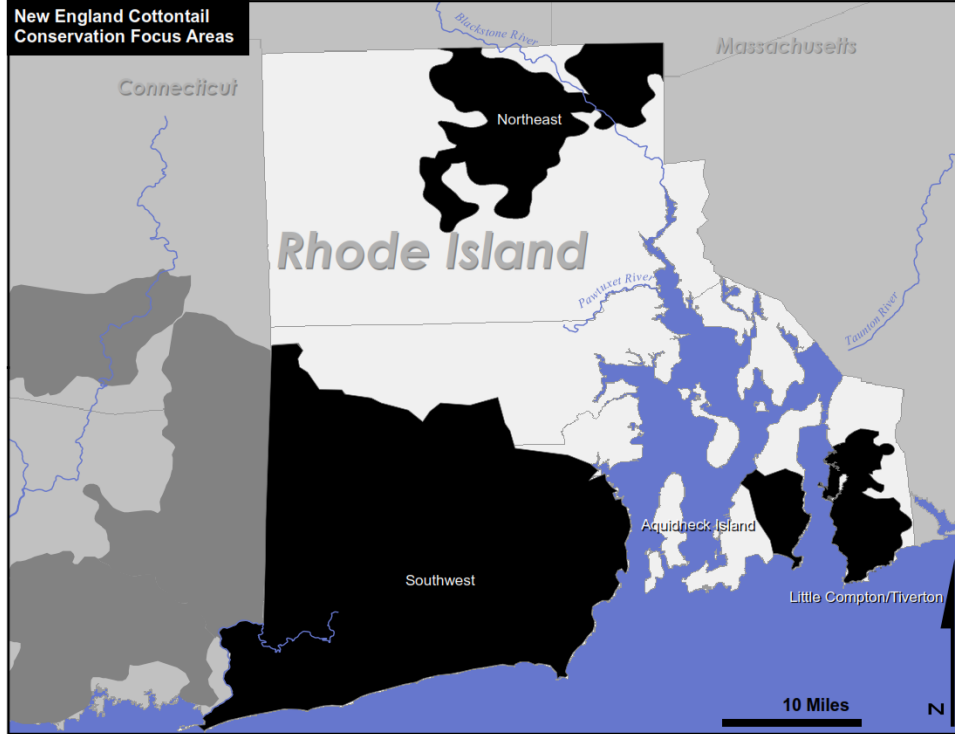 New England Cottontail
Conservation Focus Areas
Blackstone River
Massachusetts
Connecticut
Northeast
Rhode Island
Pawtuxet River
Taunton River
Aquidneck Island
Southwest
Little Compton/Tiverton
10 Miles
N